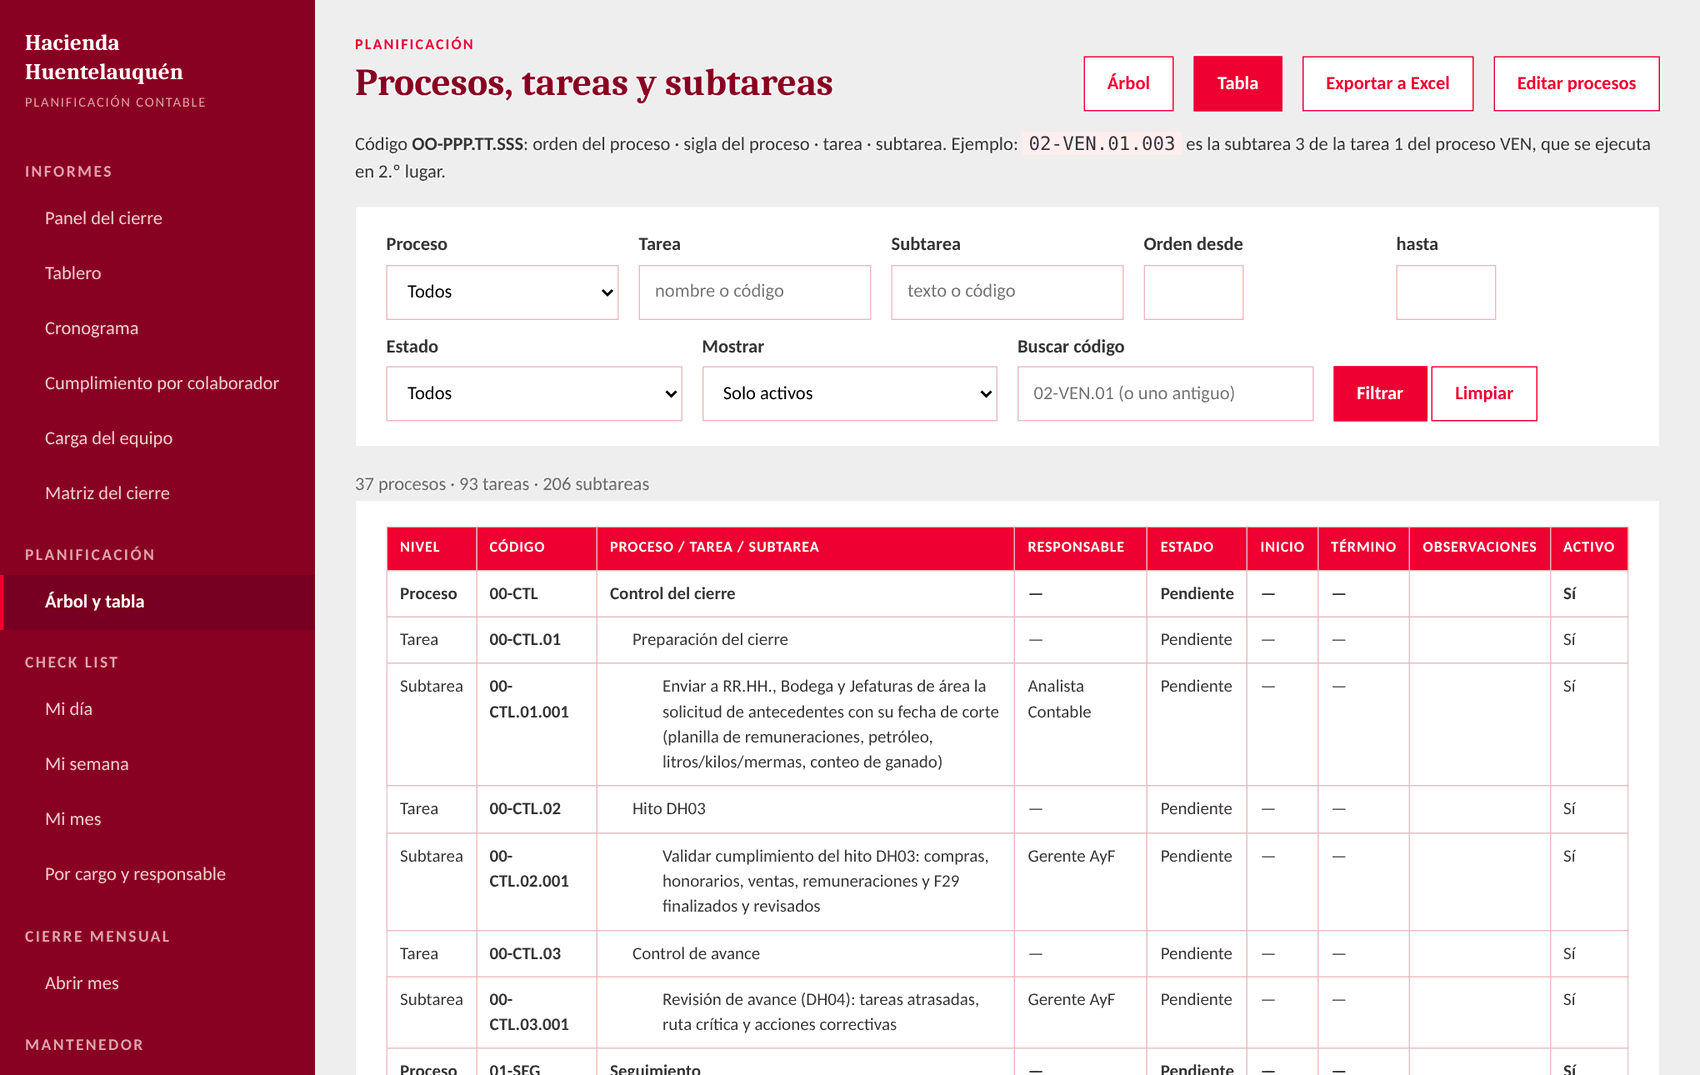 Hacienda
Huentelauquén
PLANIFICACIÓN CONTABLE
INFORMES
Panel del cierre
Tablero
Cronograma
Cumplimiento por colaborador
Carga del equipo
Matriz del cierre
PLANIFICACIÓN
Árbol y tabla
CHECK LIST
Mi día
Mi semana
Mi mes
Por cargo y responsable
CIERRE MENSUAL
Abrir mes
MANTENEDOR
PLANIFICACIÓN
Procesos, tareas y subtareas
Árbol Tabla Exportar a Excel Editar procesos
Código OO-PPP.TT.SSS: orden del proceso · sigla del proceso · tarea · subtarea. Ejemplo: 02-VEN.01.003 es la subtarea 3 de la tarea 1 del proceso VEN, que se ejecuta
en 2.º lugar.
Proceso Tarea Subtarea Orden desde hasta
Todos nombre o código texto o código
Estado Mostrar Buscar código
Todos Solo activos 02-VEN.01 (o uno antiguo) Filtrar Limpiar
37 procesos · 93 tareas · 206 subtareas
NIVEL CÓDIGO PROCESO / TAREA / SUBTAREA RESPONSABLE ESTADO INICIO TÉRMINO OBSERVACIONES ACTIVO
Proceso 00-CTL Control del cierre — Pendiente — — Sí
Tarea 00-CTL.01 Preparación del cierre — Pendiente — — Sí
Subtarea 00- Enviar a RR.HH., Bodega y Jefaturas de área la Analista Pendiente — — Sí
CTL.01.001 solicitud de antecedentes con su fecha de corte Contable
(planilla de remuneraciones, petróleo,
litros/kilos/mermas, conteo de ganado)
Tarea 00-CTL.02 Hito DH03 — Pendiente — — Sí
Subtarea 00- Validar cumplimiento del hito DH03: compras, Gerente AyF Pendiente — — Sí
CTL.02.001 honorarios, ventas, remuneraciones y F29
finalizados y revisados
Tarea 00-CTL.03 Control de avance — Pendiente — — Sí
Subtarea 00- Revisión de avance (DH04): tareas atrasadas, Gerente AyF Pendiente — — Sí
CTL.03.001 ruta crítica y acciones correctivas
Proceso 01-SEG Seguimiento — Pendiente — — Sí